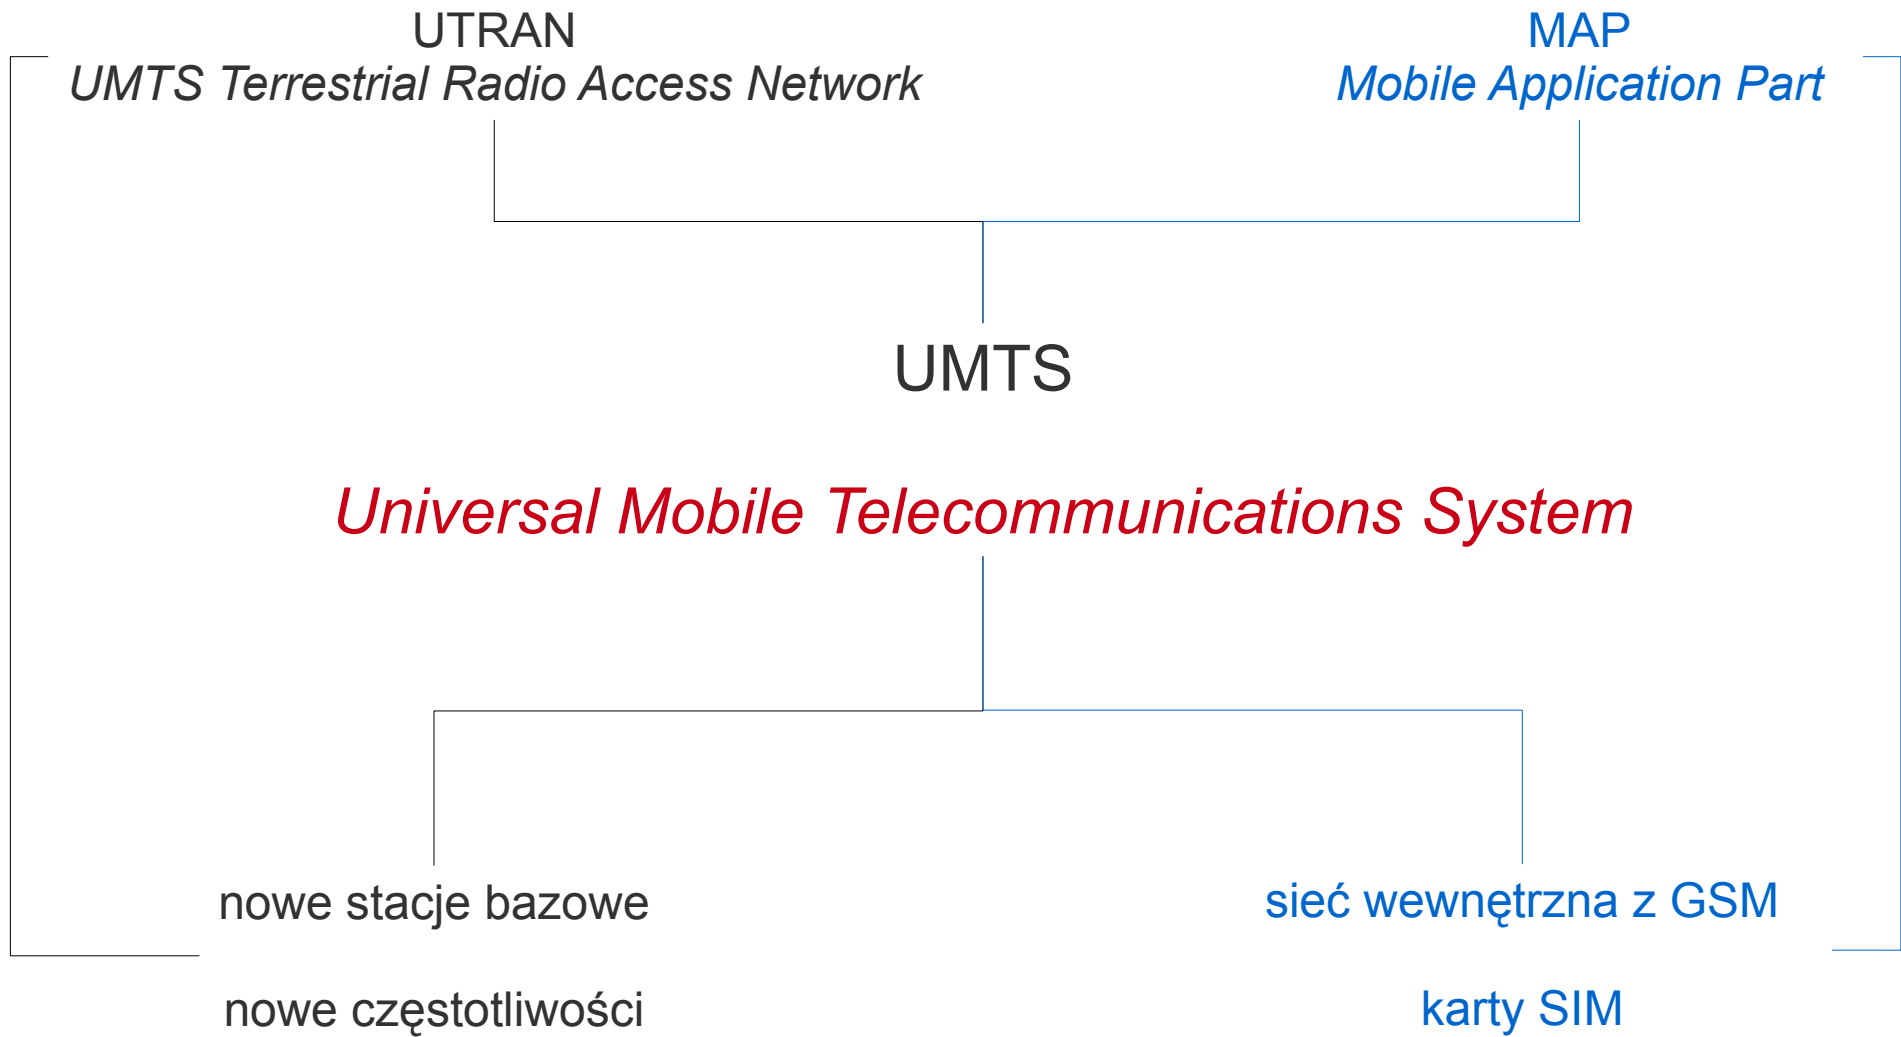 UTRAN
UMTS Terrestrial Radio Access Network
MAP
Mobile Application Part
UMTS
Universal Mobile Telecommunications System
nowe stacje bazowe
nowe częstotliwości
sieć wewnętrzna z GSM
karty SIM